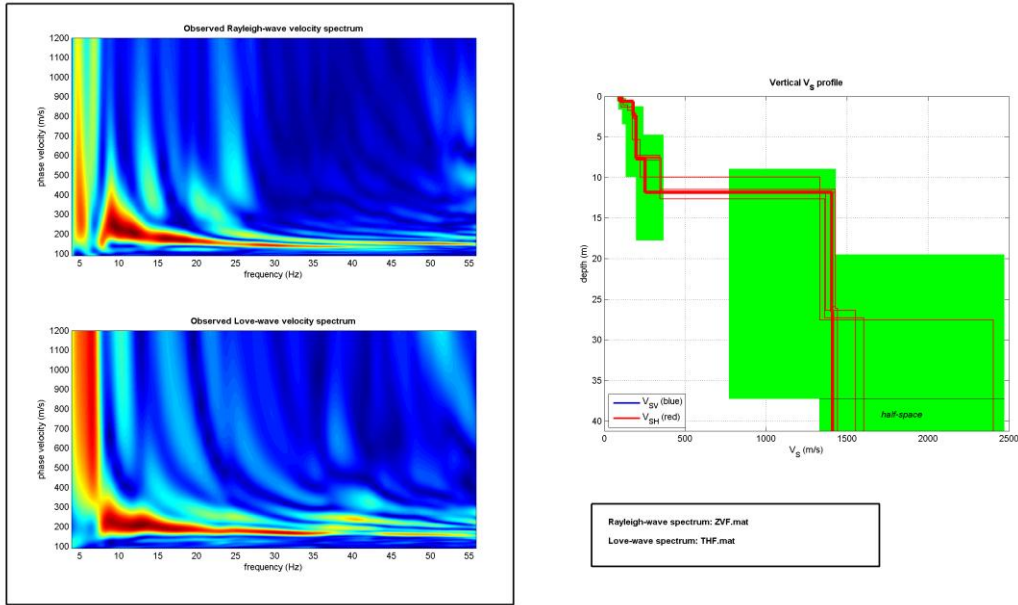 Observed Rayleigh-wave velocity spectrum
1200
1100
1000
900
800
700
600
500
400
300
200
100
phase velocity (m/s)
5 10 15 20 25 30 35 40 45 50 55
frequency (Hz)
Observed Love-wave velocity spectrum
1200
1100
1000
900
800
700
600
500
400
300
200
100
phase velocity (m/s)
5 10 15 20 25 30 35 40 45 50 55
frequency (Hz)
Vertical VS profile
0
5
10
15
20
25
30
35
40
depth (m)
VSV (blue)
VSH (red)
half-space
0 500 1000 1500 2000 2500
VS (m/s)
Rayleigh-wave spectrum: ZVF.mat
Love-wave spectrum: THF.mat